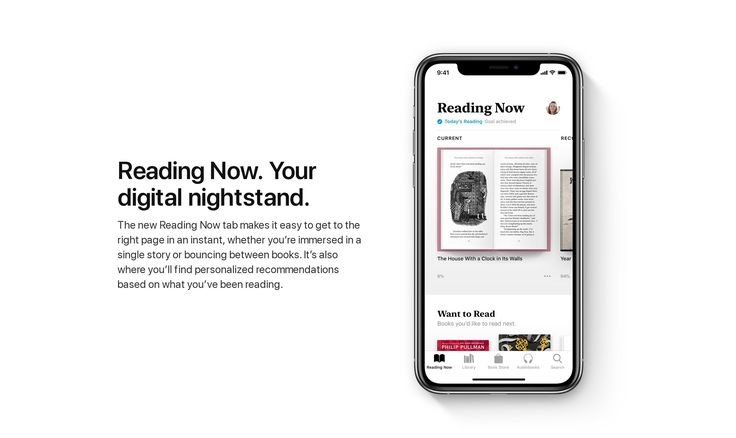 Reading Now. Your
digital nightstand.
The new Reading Now tab makes it easy to get to the
right page in an instant, whether you’re immersed in a
single story or bouncing between books. It’s also
where you’ll find personalized recommendations
based on what you’ve been reading.
9:41
Reading Now
Today's Reading Goal achieved
CURRENT
The House With a Clock in Its Walls
Year
Want to Read
Books you'd like to read next.
PHILIP PULLMAN
Reading Now Library Book Store Audiobooks Search